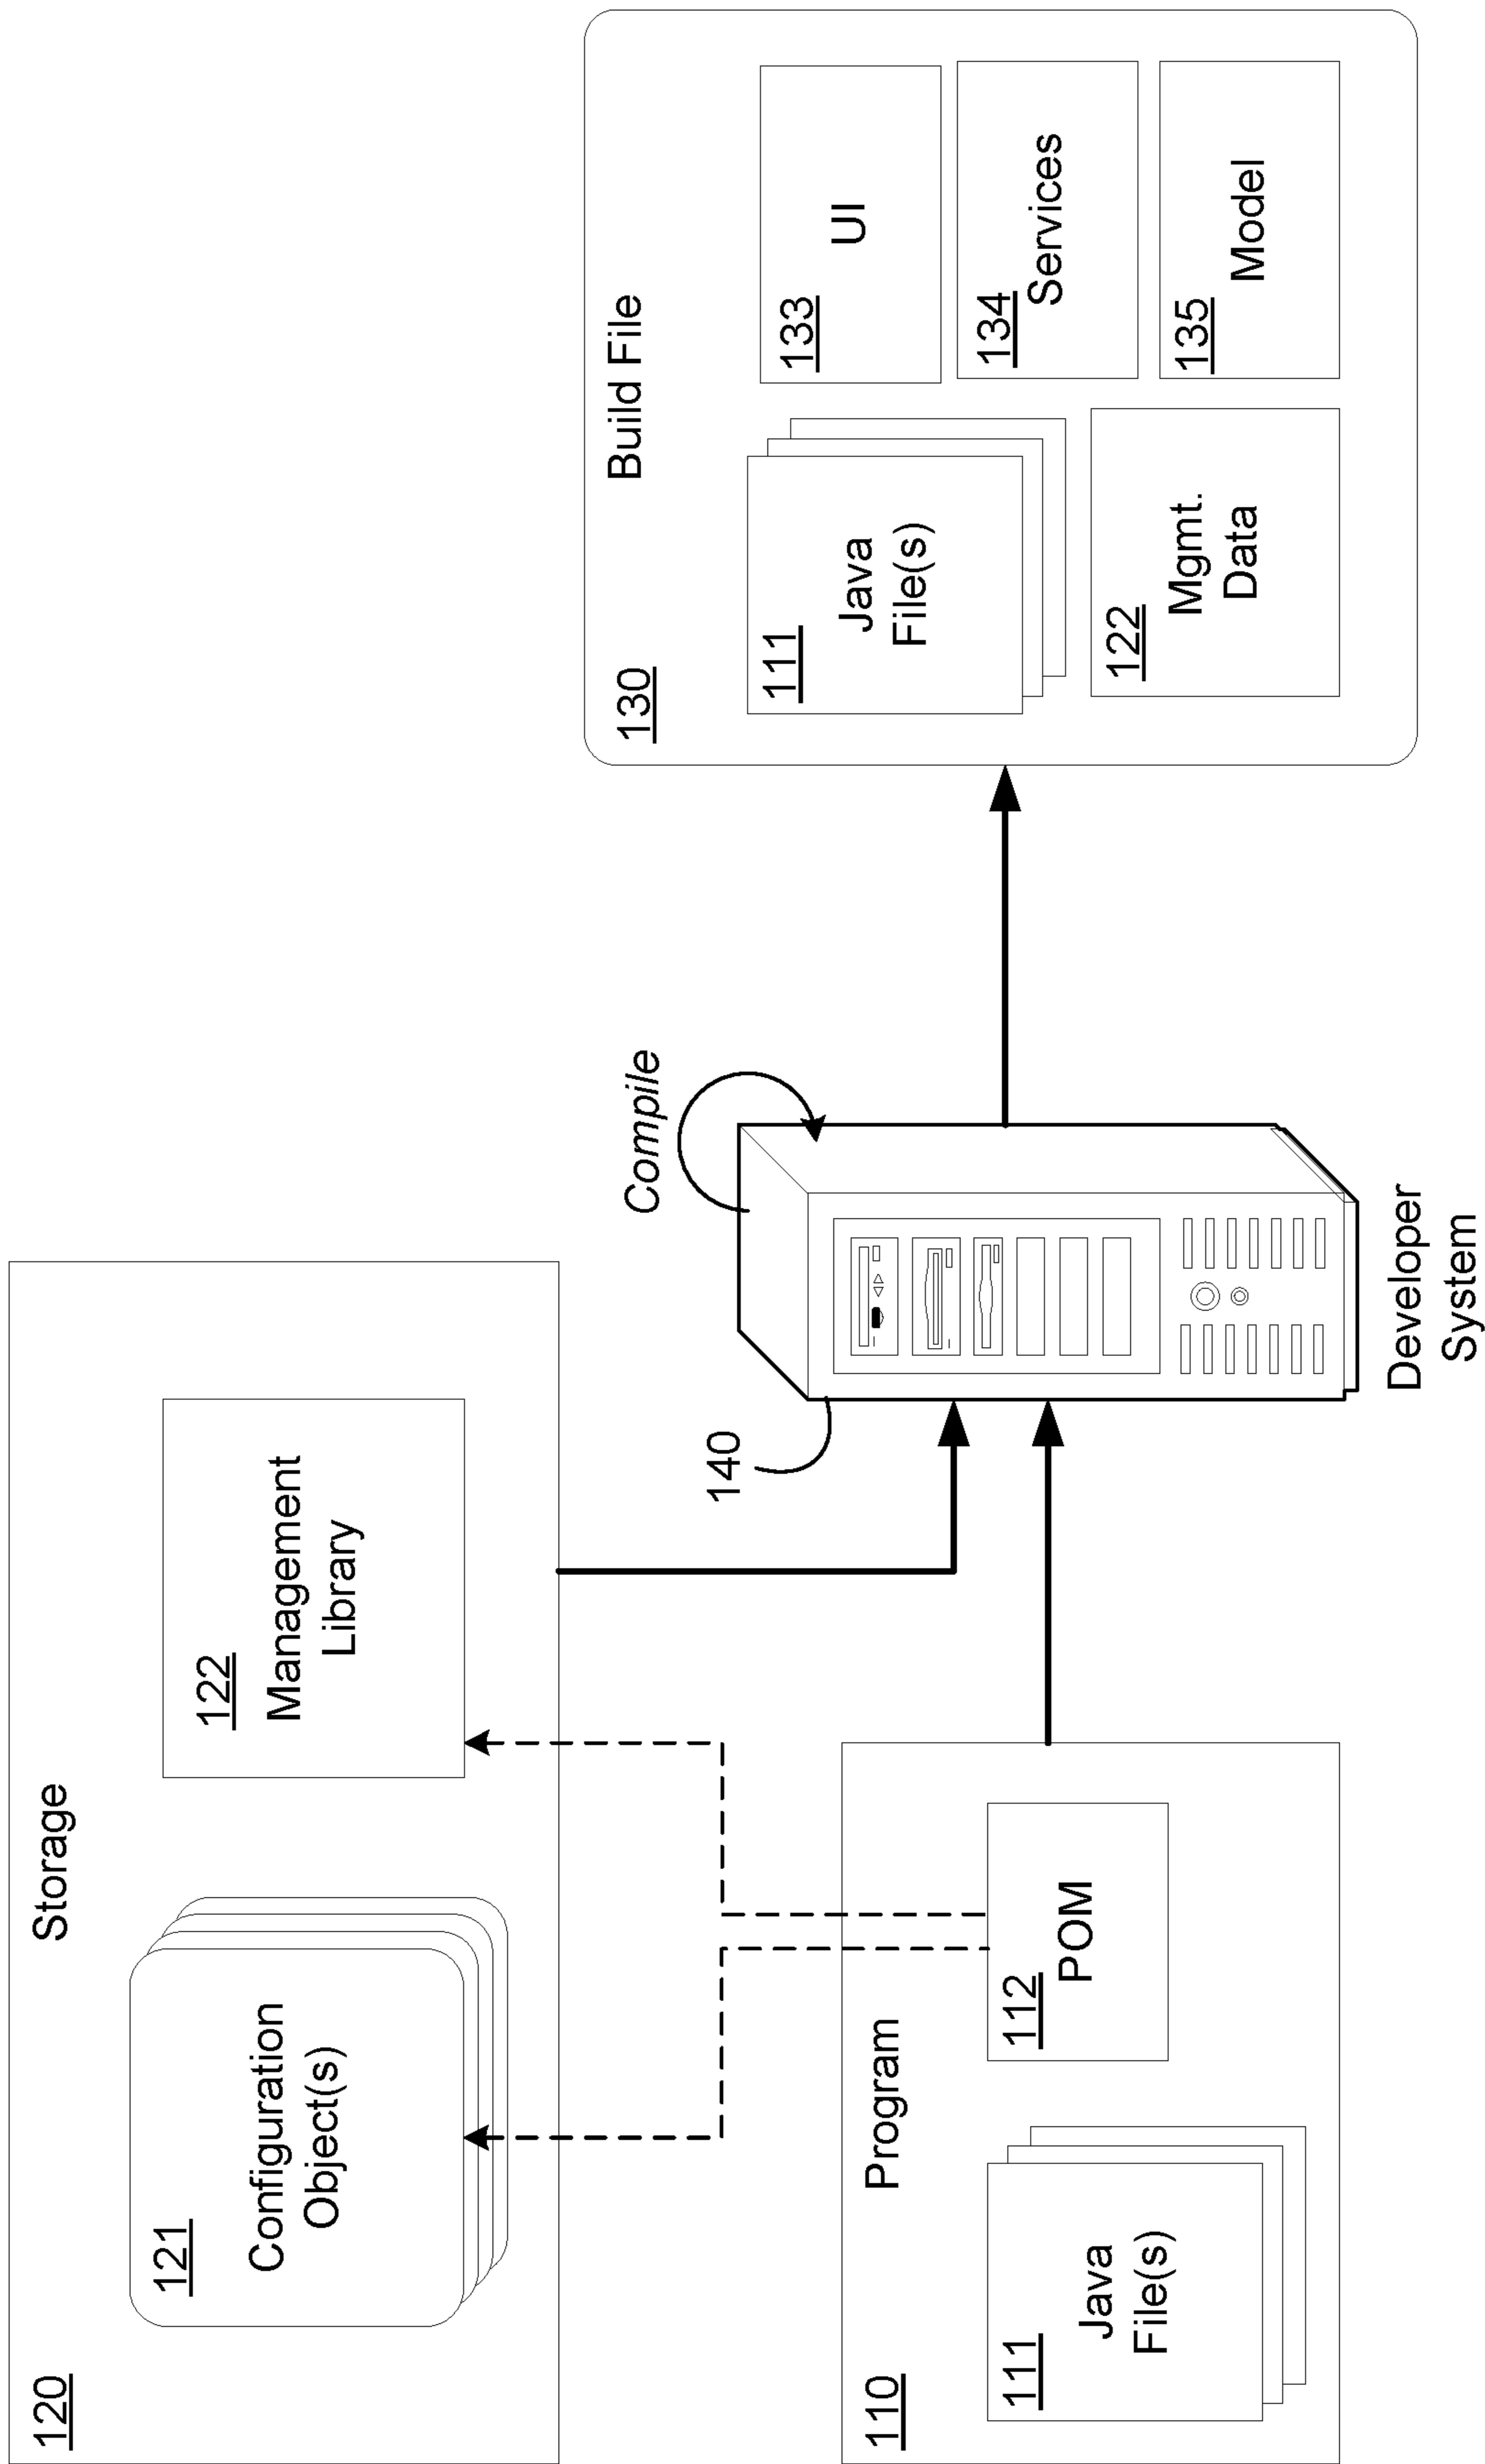 120
Storage
121
Configuration
Object(s)
122
Management
Library
110
Program
111
Java
File(s)
112
POM
140
Compile
Developer
System
130
Build File
111
Java
File(s)
122
Mgmt.
Data
133
UI
134
Services
135
Model